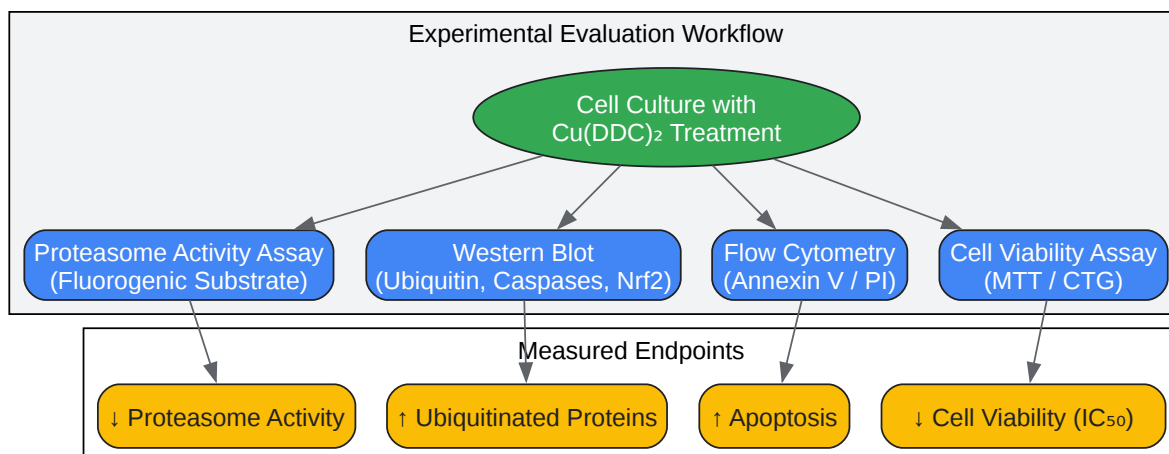 Experimental Evaluation Workflow
Cell Culture with
Cu(DDC)₂ Treatment
Proteasome Activity Assay
(Fluorogenic Substrate)
Western Blot
(Ubiquitin, Caspases, Nrf2)
Flow Cytometry
(Annexin V / PI)
Cell Viability Assay
(MTT / CTG)
Measured Endpoints
↓ Proteasome Activity
↑ Ubiquitinated Proteins
↑ Apoptosis
↓ Cell Viability (IC₅₀)